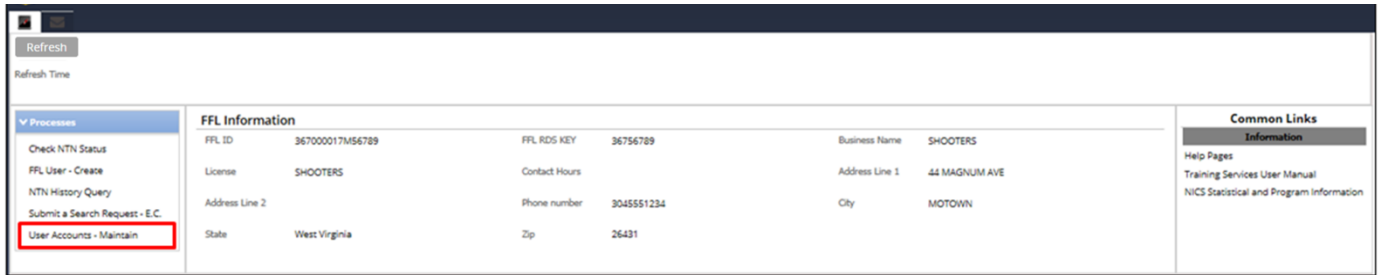 Refresh
Refresh Time
Processes
Check NTN Status
FFL User - Create
NTN History Query
Submit a Search Request - E.C.
User Accounts - Maintain
FFL Information
FFL ID 367000017M56789 FFL RDS KEY 36756789 Business Name SHOOTERS
License SHOOTERS Contact Hours Address Line 1 44 MAGNUM AVE
Address Line 2 Phone number 3045551234 City MOTOWN
State West Virginia Zip 26431
Common Links
Information
Help Pages
Training Services User Manual
NICS Statistical and Program Information